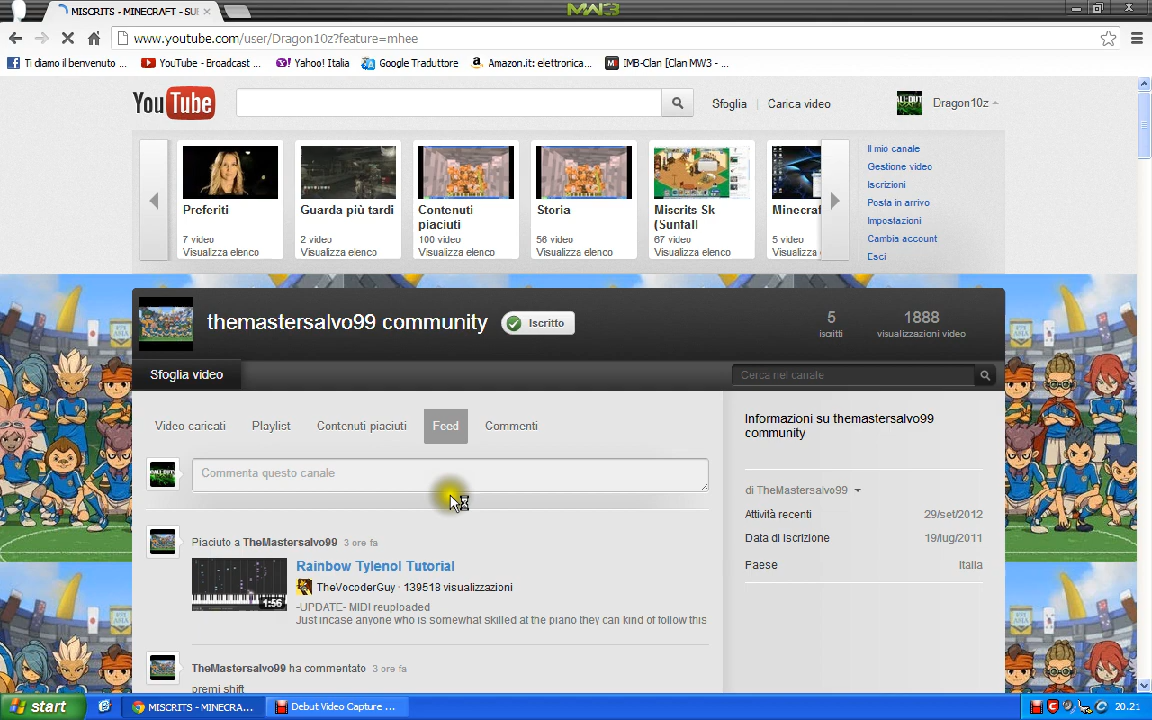 MISCRITS - MINECRAFT - SUB
MW3
www.youtube.com/user/Dragon10z?feature=mhee
Ti diamo il benvenuto ...
YouTube - Broadcast ...
Yahoo! Italia
Google Traduttore
Amazon.it: elettronica...
IMB-Clan [Clan MW3 - ...
YouTube
Sfoglia
Carica video
Dragon10z
Preferiti
7 video
Visualizza elenco
Guarda più tardi
2 video
Visualizza elenco
Contenuti piaciuti
100 video
Visualizza elenco
Storia
56 video
Visualizza elenco
Miscrits Sk (Sunfall
67 video
Visualizza elenco
Minecraf
5 video
Visualizza
Il mio canale
Gestione video
Iscrizioni
Posta in arrivo
Impostazioni
Cambia account
Esci
themastersalvo99 community
Iscritto
5
iscritti
1888
visualizzazioni video
Sfoglia video
Cerca nel canale
Video caricati
Playlist
Contenuti piaciuti
Feed
Commenti
Commenta questo canale
Piaciuto a TheMastersalvo99 3 ore fa
1:56
Rainbow Tylenol Tutorial
TheVocoderGuy · 139518 visualizzazioni
-UPDATE- MIDI reuploaded
Just incase anyone who is somewhat skilled at the piano they can kind of follow this
TheMastersalvo99 ha commentato 3 ore fa
premi shift
Informazioni su themastersalvo99
community
di TheMastersalvo99
Attività recenti 29/set/2012
Data di iscrizione 19/lug/2011
Paese Italia
start
MISCRITS - MINECRA...
Debut Video Capture ...
20.21